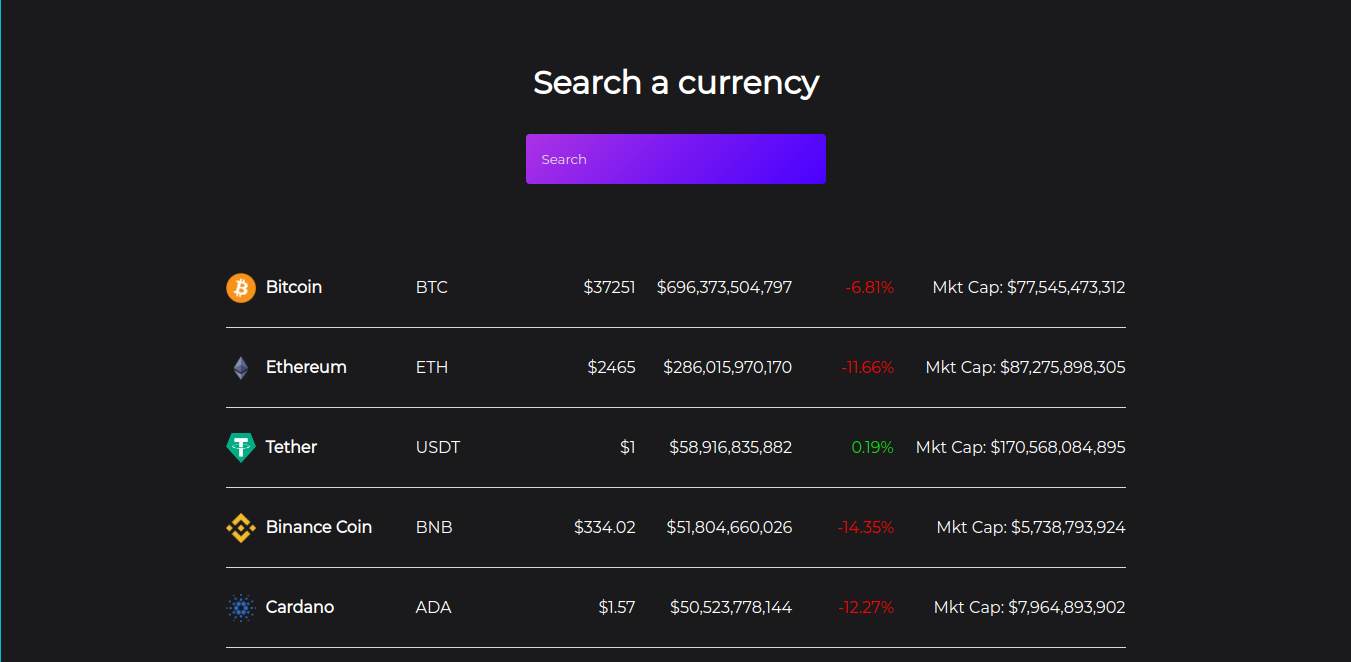 Search a currency
Search
Bitcoin BTC $37251 $696,373,504,797 -6.81% Mkt Cap: $77,545,473,312
Ethereum ETH $2465 $286,015,970,170 -11.66% Mkt Cap: $87,275,898,305
Tether USDT $1 $58,916,835,882 0.19% Mkt Cap: $170,568,084,895
Binance Coin BNB $334.02 $51,804,660,026 -14.35% Mkt Cap: $5,738,793,924
Cardano ADA $1.57 $50,523,778,144 -12.27% Mkt Cap: $7,964,893,902